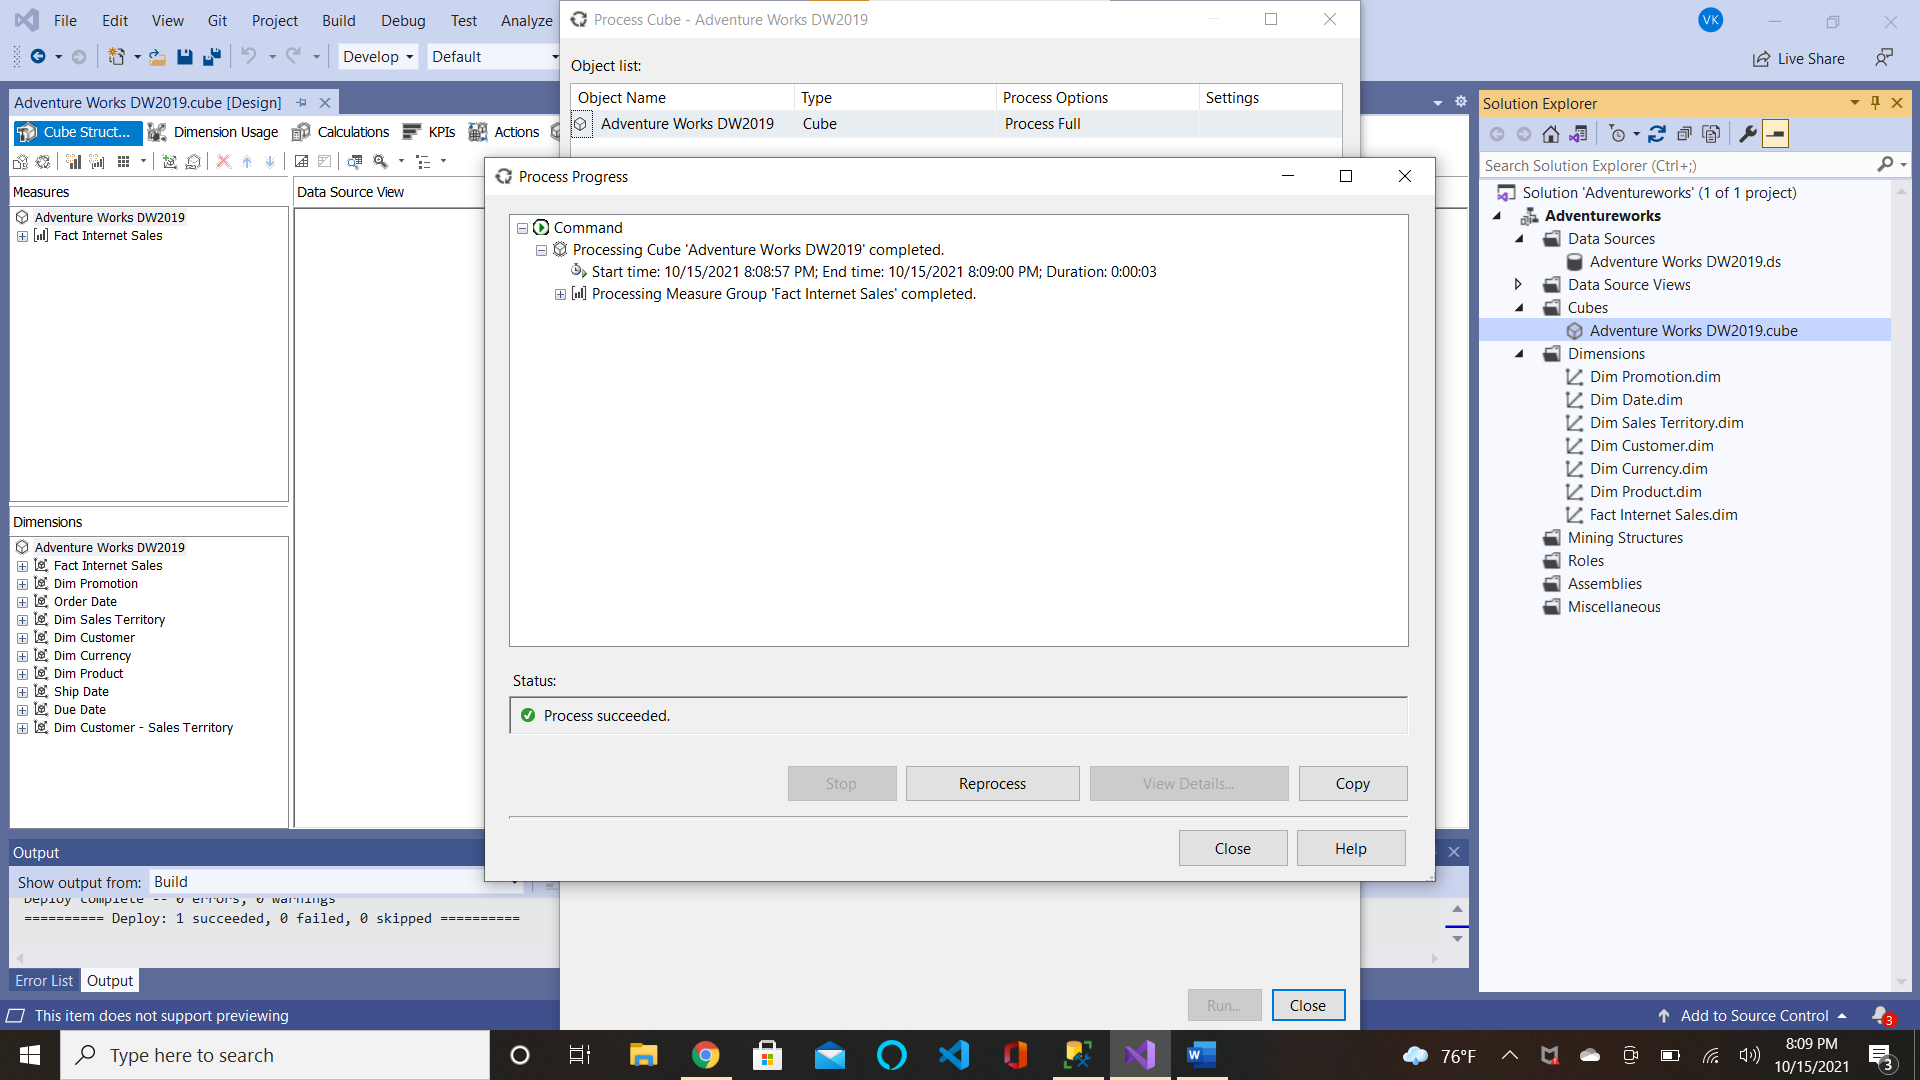 File Edit View Git Project Build Debug Test Analyze
Process Cube - Adventure Works DW2019
VK
Develop Default
Live Share
Object list:
Object Name Type Process Options Settings
Adventure Works DW2019 Cube Process Full
Adventure Works DW2019.cube [Design]
Cube Struct... Dimension Usage Calculations KPIs Actions
Measures
Adventure Works DW2019
Fact Internet Sales
Data Source View
Dimensions
Adventure Works DW2019
Fact Internet Sales
Dim Promotion
Order Date
Dim Sales Territory
Dim Customer
Dim Currency
Dim Product
Ship Date
Due Date
Dim Customer - Sales Territory
Process Progress
Command
Processing Cube 'Adventure Works DW2019' completed.
Start time: 10/15/2021 8:08:57 PM; End time: 10/15/2021 8:09:00 PM; Duration: 0:00:03
Processing Measure Group 'Fact Internet Sales' completed.
Status:
Process succeeded.
Stop Reprocess View Details... Copy
Close Help
Run... Close
Solution Explorer
Search Solution Explorer (Ctrl+;)
Solution 'Adventureworks' (1 of 1 project)
Adventureworks
Data Sources
Adventure Works DW2019.ds
Data Source Views
Cubes
Adventure Works DW2019.cube
Dimensions
Dim Promotion.dim
Dim Date.dim
Dim Sales Territory.dim
Dim Customer.dim
Dim Currency.dim
Dim Product.dim
Fact Internet Sales.dim
Mining Structures
Roles
Assemblies
Miscellaneous
Output
Show output from: Build
Deploy complete -- 0 errors, 0 warnings
========== Deploy: 1 succeeded, 0 failed, 0 skipped ==========
Error List Output
This item does not support previewing
Add to Source Control 3
Type here to search
76°F
8:09 PM
10/15/2021
3